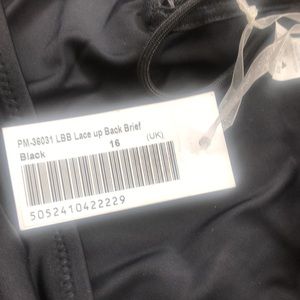 PM-36031 LBB Lace up Back Brief
Black 16 (UK)
5052410422229